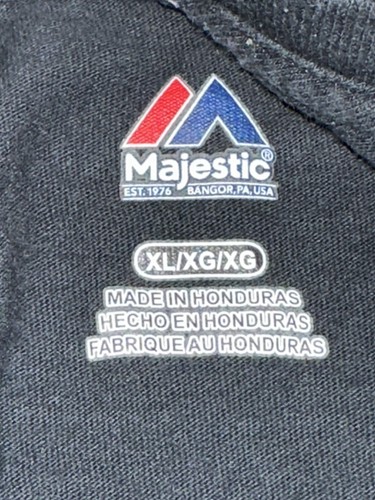 Majestic®
EST. 1976 BANGOR, PA, USA
XL/XG/XG
MADE IN HONDURAS
HECHO EN HONDURAS
FABRIQUE AU HONDURAS